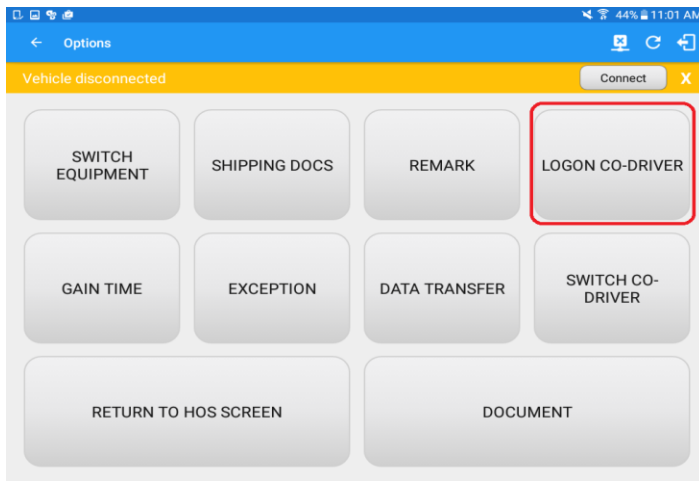 44% 11:01 AM
Options
Vehicle disconnected
Connect
X
SWITCH
EQUIPMENT
SHIPPING DOCS
REMARK
LOGON CO-DRIVER
GAIN TIME
EXCEPTION
DATA TRANSFER
SWITCH CO-
DRIVER
RETURN TO HOS SCREEN
DOCUMENT